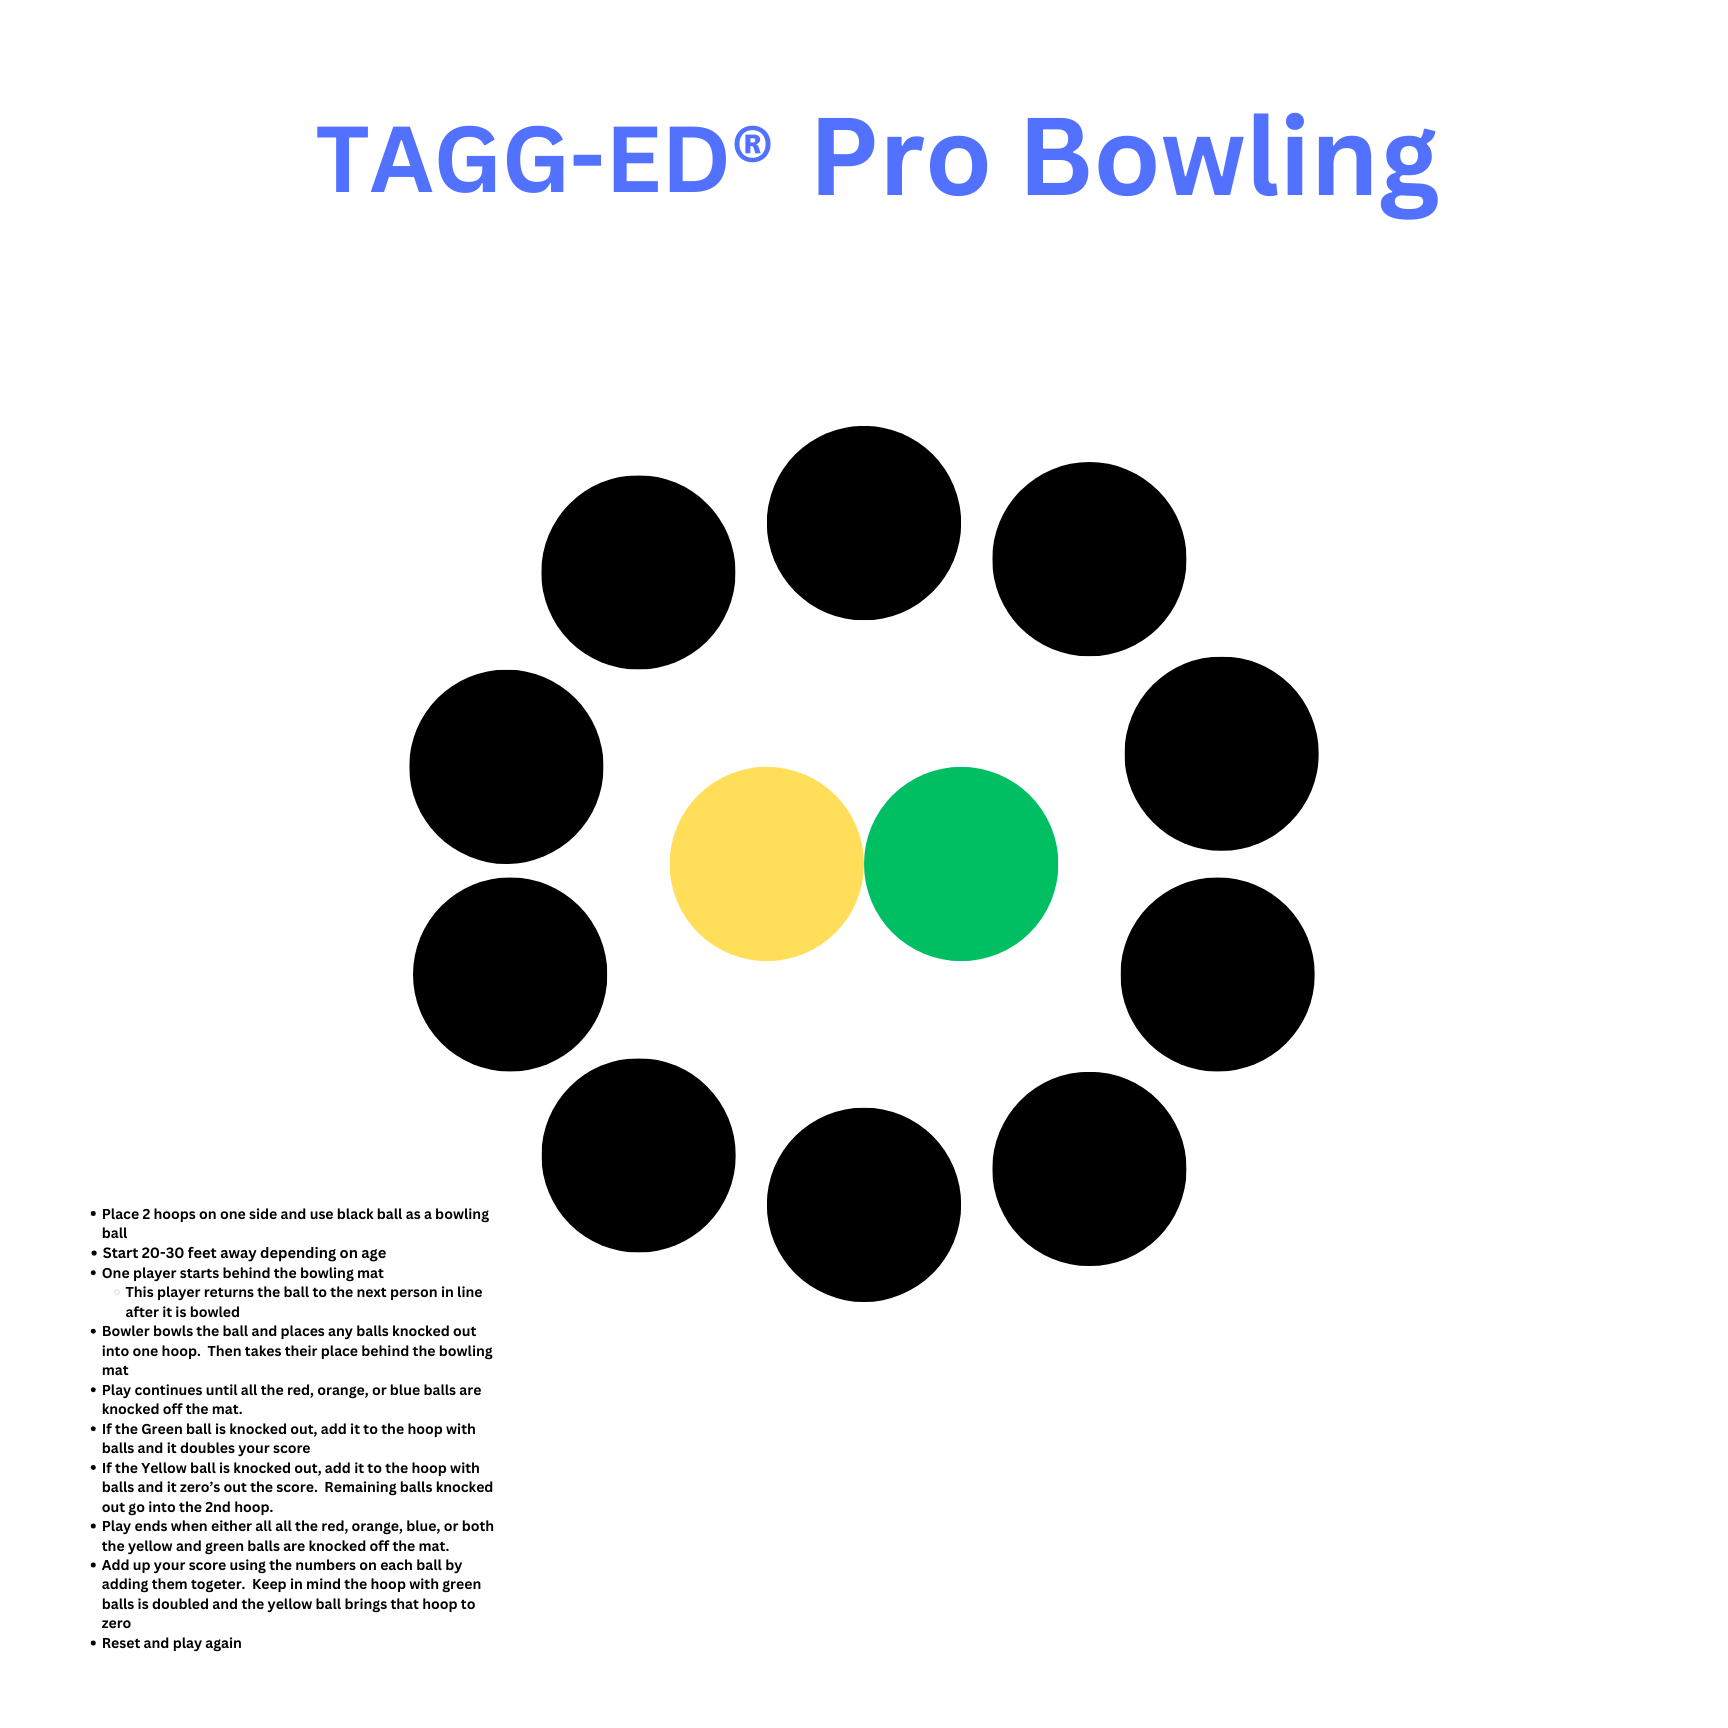 TAGG-ED® Pro Bowling
• Place 2 hoops on one side and use black ball as a bowling
ball
• Start 20-30 feet away depending on age
• One player starts behind the bowling mat
○ This player returns the ball to the next person in line
after it is bowled
• Bowler bowls the ball and places any balls knocked out
into one hoop.  Then takes their place behind the bowling
mat
• Play continues until all the red, orange, or blue balls are
knocked off the mat.
• If the Green ball is knocked out, add it to the hoop with
balls and it doubles your score
• If the Yellow ball is knocked out, add it to the hoop with
balls and it zero’s out the score.  Remaining balls knocked
out go into the 2nd hoop.
• Play ends when either all all the red, orange, blue, or both
the yellow and green balls are knocked off the mat.
• Add up your score using the numbers on each ball by
adding them togeter.  Keep in mind the hoop with green
balls is doubled and the yellow ball brings that hoop to
zero
• Reset and play again